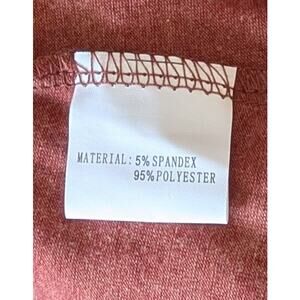 MATERIAL: 5% SPANDEX
95% POLYESTER